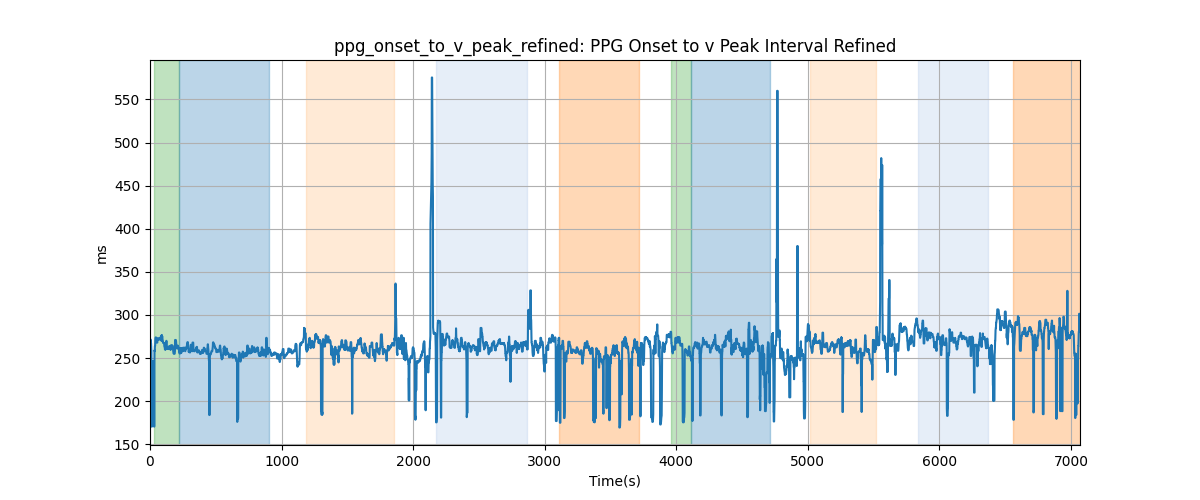 ppg_onset_to_v_peak_refined: PPG Onset to v Peak Interval Refined
550
500
450
400
350
300
250
200
150
ms
0 1000 2000 3000 4000 5000 6000 7000
Time(s)